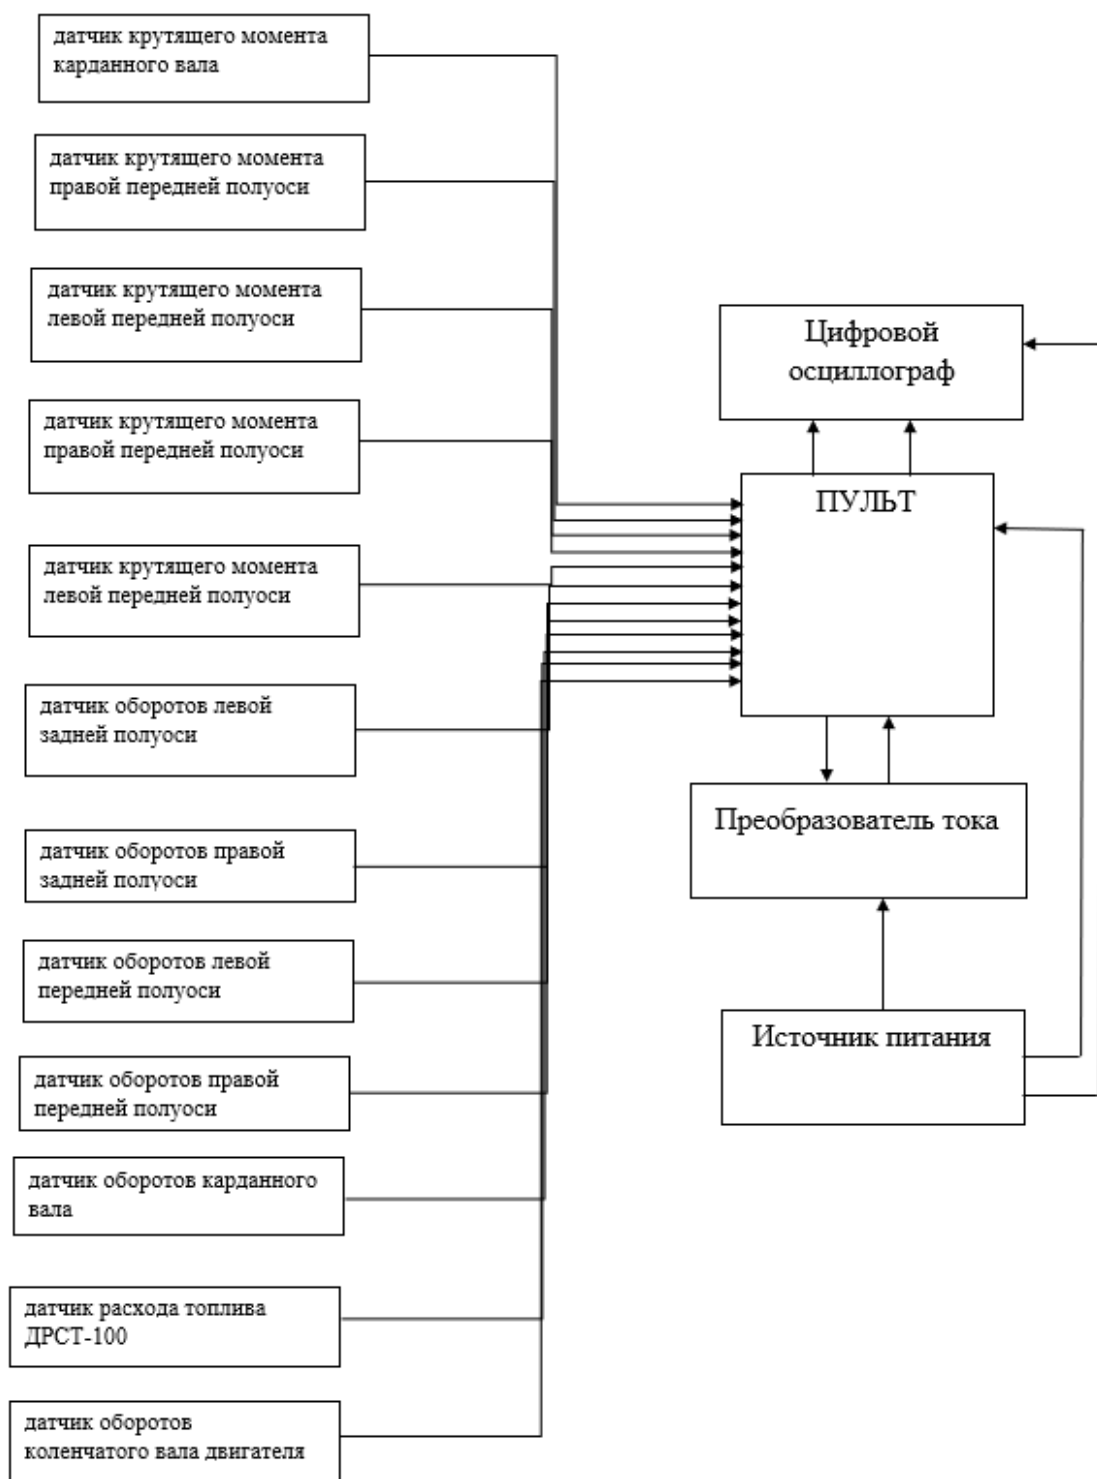 датчик крутящего момента
карданного вала
датчик крутящего момента
правой передней полуоси
датчик крутящего момента
левой передней полуоси
датчик крутящего момента
правой передней полуоси
датчик крутящего момента
левой передней полуоси
датчик оборотов левой
задней полуоси
датчик оборотов правой
задней полуоси
датчик оборотов левой
передней полуоси
датчик оборотов правой
передней полуоси
датчик оборотов карданного
вала
датчик расхода топлива
ДРСТ-100
датчик оборотов
коленчатого вала двигателя
Цифровой
осциллограф
ПУЛЬТ
Преобразователь тока
Источник питания